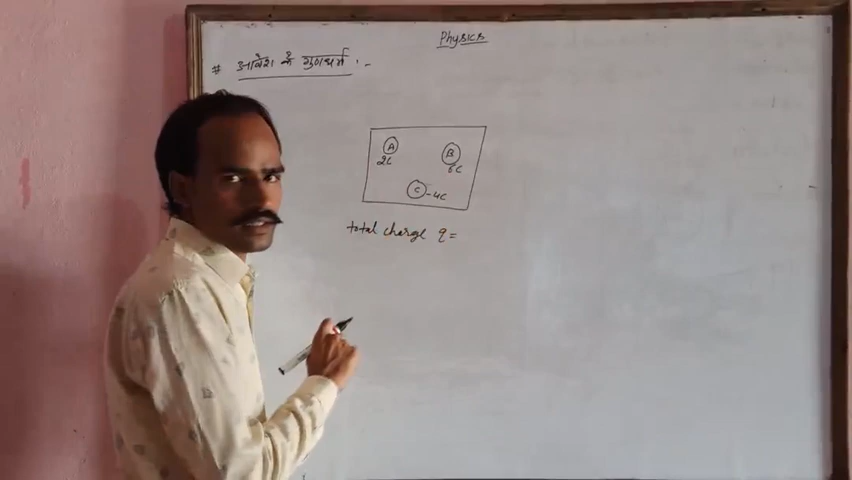 Physics
# आवेश के गुणधर्म :-
A
2C
B
6C
C -4C
total charge q =